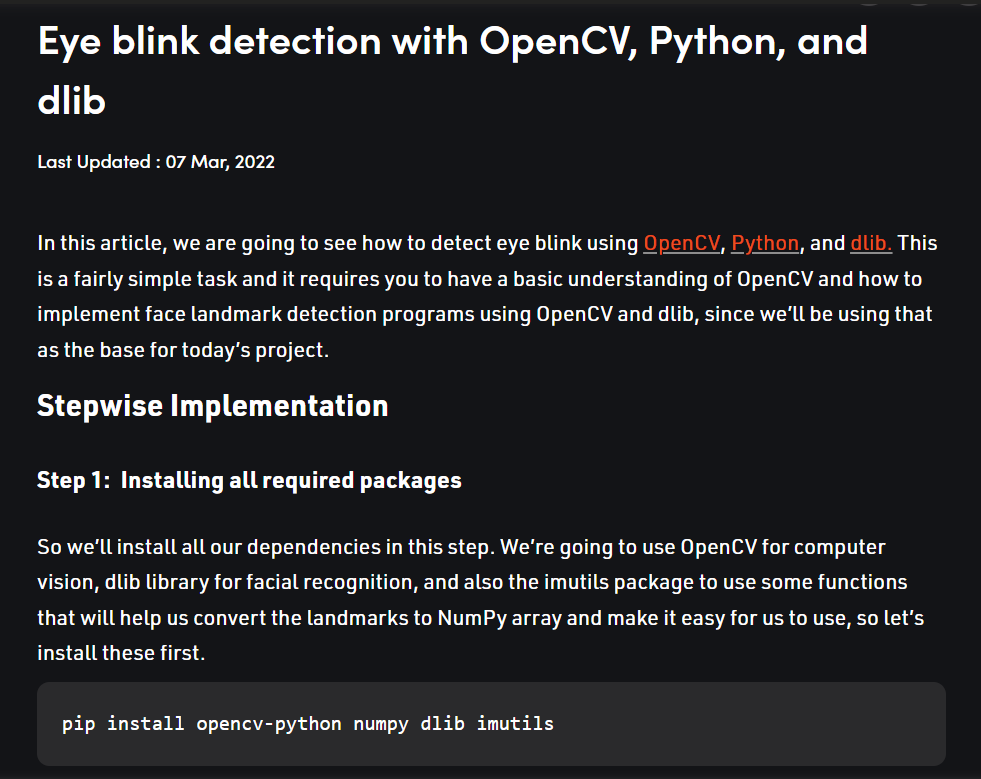 Eye blink detection with OpenCV, Python, and
dlib
Last Updated : 07 Mar, 2022
In this article, we are going to see how to detect eye blink using OpenCV, Python, and dlib. This
is a fairly simple task and it requires you to have a basic understanding of OpenCV and how to
implement face landmark detection programs using OpenCV and dlib, since we’ll be using that
as the base for today’s project.
Stepwise Implementation
Step 1:  Installing all required packages
So we’ll install all our dependencies in this step. We’re going to use OpenCV for computer
vision, dlib library for facial recognition, and also the imutils package to use some functions
that will help us convert the landmarks to NumPy array and make it easy for us to use, so let’s
install these first.
pip install opencv-python numpy dlib imutils